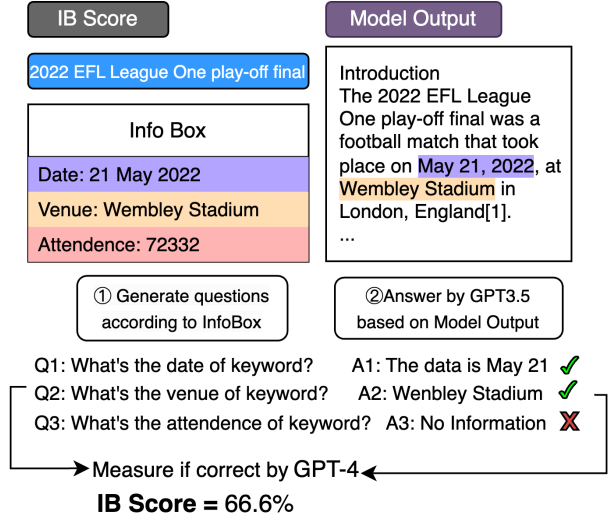 IB Score
Model Output
2022 EFL League One play-off final
Info Box
Date: 21 May 2022
Venue: Wembley Stadium
Attendence: 72332
Introduction
The 2022 EFL League
One play-off final was a
football match that took
place on May 21, 2022, at
Wembley Stadium in
London, England[1].
...
① Generate questions
according to InfoBox
②Answer by GPT3.5
based on Model Output
Q1: What's the date of keyword?
A1: The data is May 21
Q2: What's the venue of keyword?
A2: Wenbley Stadium
Q3: What's the attendence of keyword?
A3: No Information
Measure if correct by GPT-4
IB Score = 66.6%